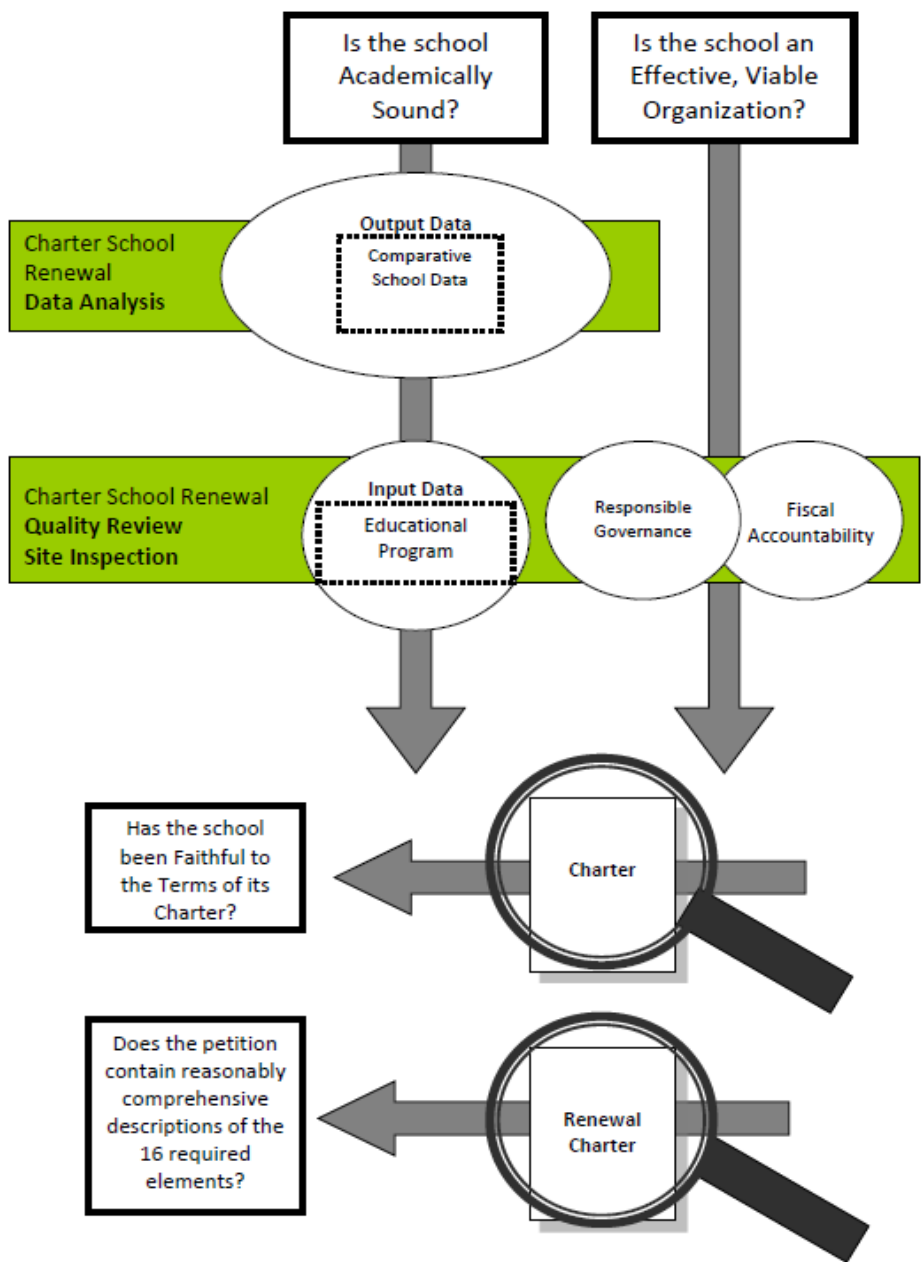 Is the school
Academically
Sound?
Is the school an
Effective, Viable
Organization?
Charter School
Renewal
Data Analysis
Output Data
Comparative
School Data
Charter School Renewal
Quality Review
Site Inspection
Input Data
Educational
Program
Responsible
Governance
Fiscal
Accountability
Has the school
been Faithful to
the Terms of its
Charter?
Charter
Does the petition
contain reasonably
comprehensive
descriptions of the
16 required
elements?
Renewal
Charter